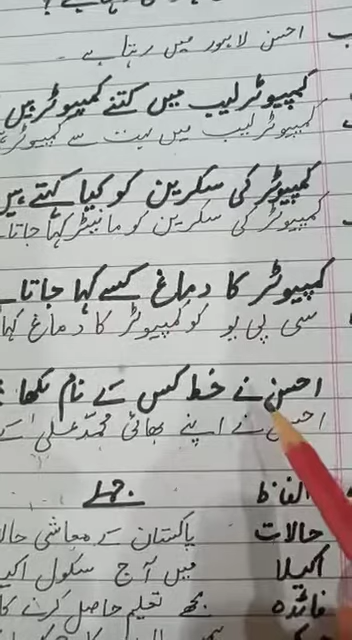 احسن لاہور میں رہتا ہے۔
کمپیوٹر لیب میں کتنے کمپیوٹر ہیں
کمپیوٹر لیب میں بہت سے کمپیوٹر
کمپیوٹر کی سکرین کو کیا کہتے ہیں
کمپیوٹر کی سکرین کو مانیٹر کہا جاتا
کمپیوٹر کا دماغ کسے کہا جاتا
سی پی یو کو کمپیوٹر کا دماغ کہا
احسن نے خط کس کے نام لکھا
احسن نے اپنے بھائی محمد علی کے
الفاظ جملے
حالات پاکستان کے معاشی حالا
اکیلا میں آج سکول اکیـ
فائدہ تعلیم حاصل کرنے کا